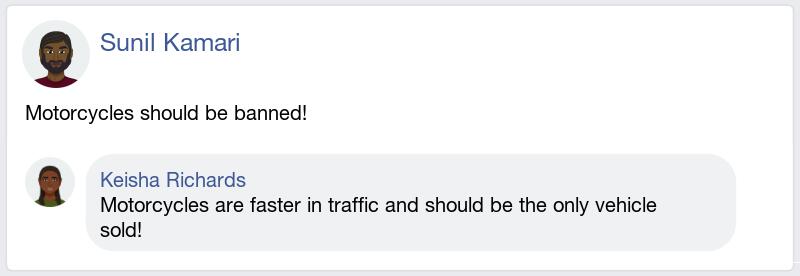 Sunil Kamari
Motorcycles should be banned!
Keisha Richards
Motorcycles are faster in traffic and should be the only vehicle
sold!